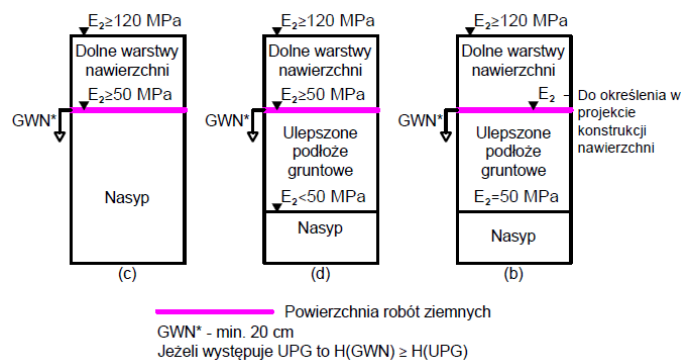 E₂≥120 MPa
Dolne warstwy
nawierzchni
E₂≥50 MPa
GWN*
Nasyp
(c)
E₂≥120 MPa
Dolne warstwy
nawierzchni
E₂≥50 MPa
GWN*
Ulepszone
podłoże
gruntowe
E₂<50 MPa
Nasyp
(d)
E₂≥120 MPa
Dolne warstwy
nawierzchni
E₂
Do określenia w
projekcie
konstrukcji
nawierzchni
GWN*
Ulepszone
podłoże
gruntowe
E₂=50 MPa
Nasyp
(b)
Powierzchnia robót ziemnych
GWN* - min. 20 cm
Jeżeli występuje UPG to H(GWN) ≥ H(UPG)